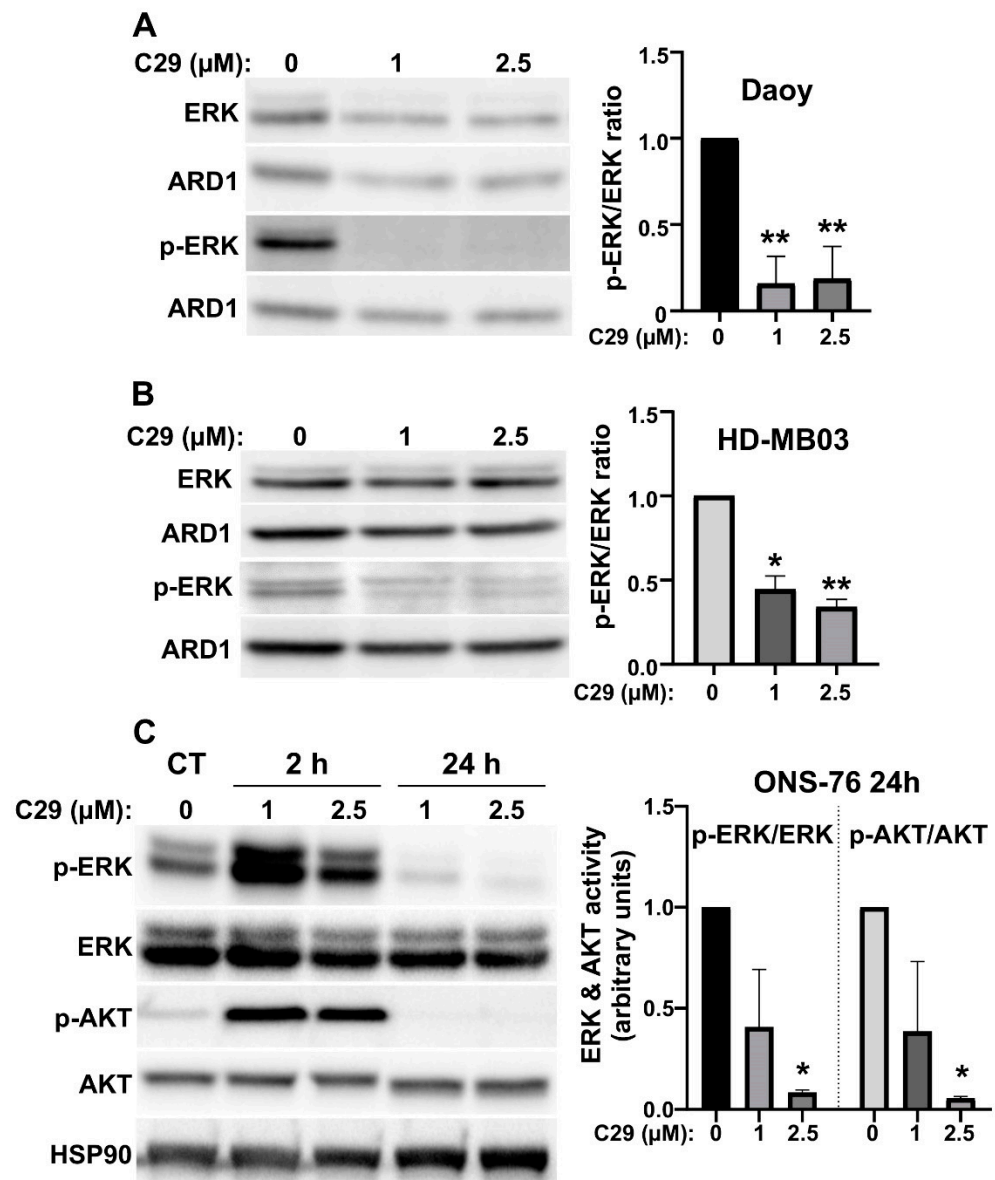 A
C29 (µM): 0 1 2.5
ERK
ARD1
p-ERK
ARD1
Daoy
p-ERK/ERK ratio
1.5
1.0
0.5
0
** **
C29 (µM): 0 1 2.5
B
C29 (µM): 0 1 2.5
ERK
ARD1
p-ERK
ARD1
HD-MB03
p-ERK/ERK ratio
1.5
1.0
0.5
0.0
* **
C29 (µM): 0 1 2.5
C
CT 2 h 24 h
C29 (µM): 0 1 2.5 1 2.5
p-ERK
ERK
p-AKT
AKT
HSP90
ONS-76 24h
p-ERK/ERK p-AKT/AKT
ERK & AKT activity
(arbitrary units)
1.5
1.0
0.5
0.0
* *
C29 (µM): 0 1 2.5 0 1 2.5